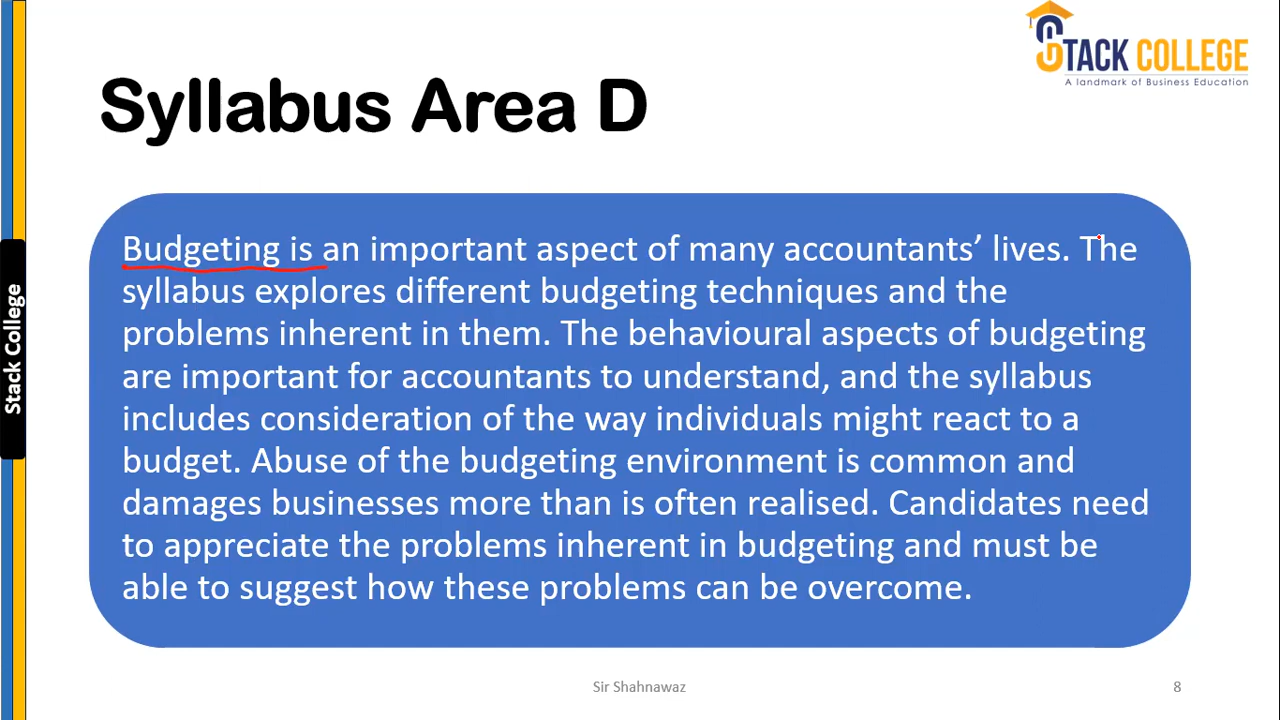 STACK COLLEGE
A landmark of Business Education
Syllabus Area D
Budgeting is an important aspect of many accountants’ lives. The
syllabus explores different budgeting techniques and the
problems inherent in them. The behavioural aspects of budgeting
are important for accountants to understand, and the syllabus
includes consideration of the way individuals might react to a
budget. Abuse of the budgeting environment is common and
damages businesses more than is often realised. Candidates need
to appreciate the problems inherent in budgeting and must be
able to suggest how these problems can be overcome.
Stack College
Sir Shahnawaz
8